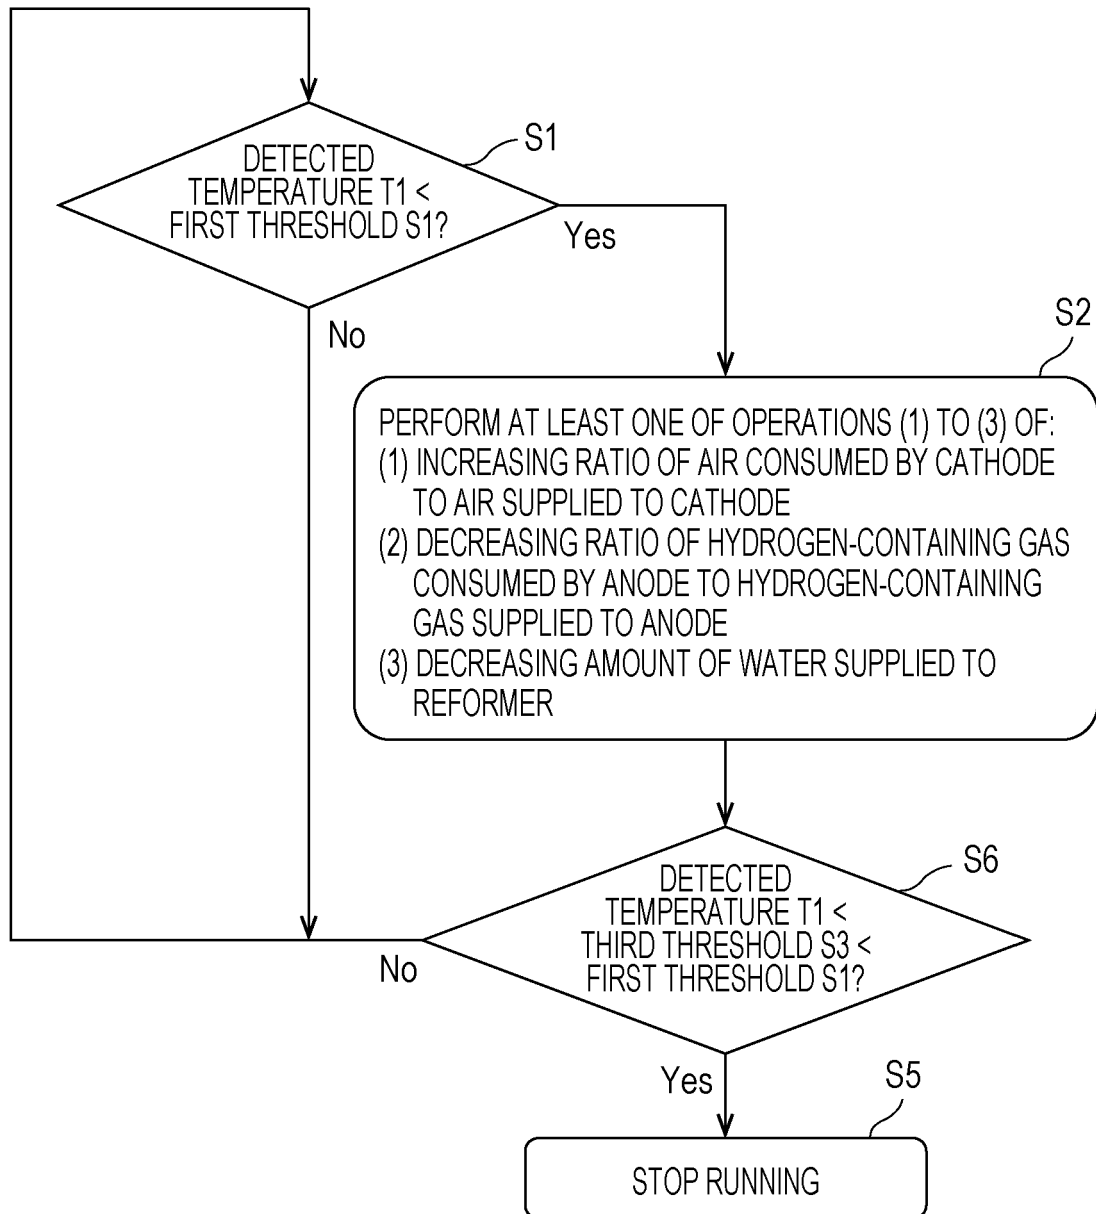 S1
DETECTED
TEMPERATURE T1 <
FIRST THRESHOLD S1?
Yes
No
S2
PERFORM AT LEAST ONE OF OPERATIONS (1) TO (3) OF:
(1) INCREASING RATIO OF AIR CONSUMED BY CATHODE
TO AIR SUPPLIED TO CATHODE
(2) DECREASING RATIO OF HYDROGEN-CONTAINING GAS
CONSUMED BY ANODE TO HYDROGEN-CONTAINING
GAS SUPPLIED TO ANODE
(3) DECREASING AMOUNT OF WATER SUPPLIED TO
REFORMER
S6
DETECTED
TEMPERATURE T1 <
THIRD THRESHOLD S3 <
FIRST THRESHOLD S1?
No
Yes
S5
STOP RUNNING